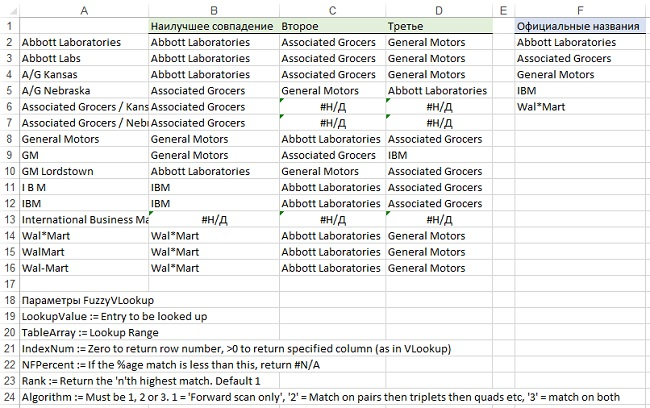 A B C D E F
1 Наилучшее совпадение Второе Третье Официальные названия
2 Abbott Laboratories Abbott Laboratories Associated Grocers General Motors Abbott Laboratories
3 Abbott Labs Abbott Laboratories Associated Grocers General Motors Associated Grocers
4 A/G Kansas Abbott Laboratories Associated Grocers General Motors General Motors
5 A/G Nebraska Associated Grocers General Motors Abbott Laboratories IBM
6 Associated Grocers / Kans Associated Grocers #Н/Д #Н/Д Wal*Mart
7 Associated Grocers / Neb Associated Grocers #Н/Д #Н/Д
8 General Motors General Motors Abbott Laboratories Associated Grocers
9 GM General Motors Associated Grocers IBM
10 GM Lordstown Abbott Laboratories General Motors Associated Grocers
11 I B M IBM Abbott Laboratories Associated Grocers
12 IBM IBM Abbott Laboratories Associated Grocers
13 International Business Ma #Н/Д #Н/Д #Н/Д
14 Wal*Mart Wal*Mart Abbott Laboratories General Motors
15 WalMart Wal*Mart Abbott Laboratories General Motors
16 Wal-Mart Wal*Mart Abbott Laboratories General Motors
17
18 Параметры FuzzyVLookup
19 LookupValue := Entry to be looked up
20 TableArray := Lookup Range
21 IndexNum := Zero to return row number, >0 to return specified column (as in VLookup)
22 NFPercent := If the %age match is less than this, return #N/A
23 Rank := Return the 'n'th highest match. Default 1
24 Algorithm := Must be 1, 2 or 3. 1 = 'Forward scan only', '2' = Match on pairs then triplets then quads etc, '3' = match on both